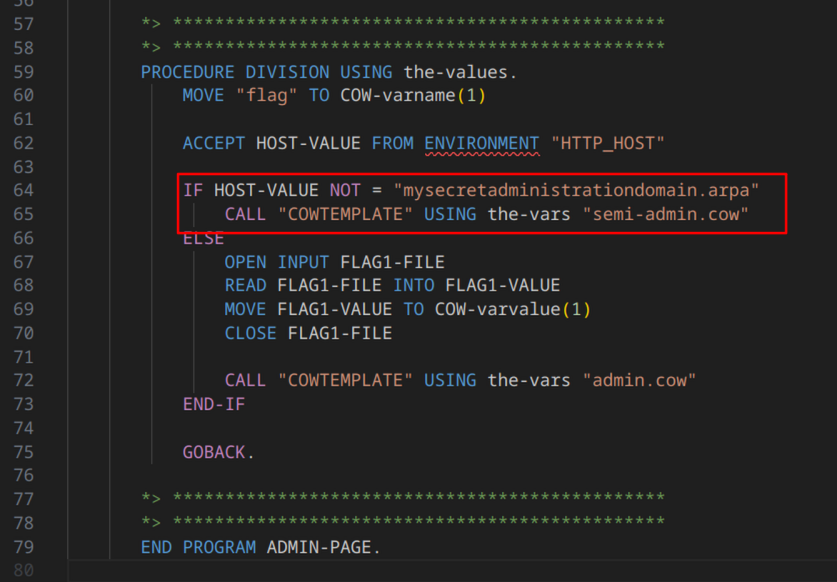 56
57 *> ***********************************************
58 *> ***********************************************
59 PROCEDURE DIVISION USING the-values.
60 MOVE "flag" TO COW-varname(1)
61
62 ACCEPT HOST-VALUE FROM ENVIRONMENT "HTTP_HOST"
63
64 IF HOST-VALUE NOT = "mysecretadministrationdomain.arpa"
65 CALL "COWTEMPLATE" USING the-vars "semi-admin.cow"
66 ELSE
67 OPEN INPUT FLAG1-FILE
68 READ FLAG1-FILE INTO FLAG1-VALUE
69 MOVE FLAG1-VALUE TO COW-varvalue(1)
70 CLOSE FLAG1-FILE
71
72 CALL "COWTEMPLATE" USING the-vars "admin.cow"
73 END-IF
74
75 GOBACK.
76
77 *> ***********************************************
78 *> ***********************************************
79 END PROGRAM ADMIN-PAGE.
80